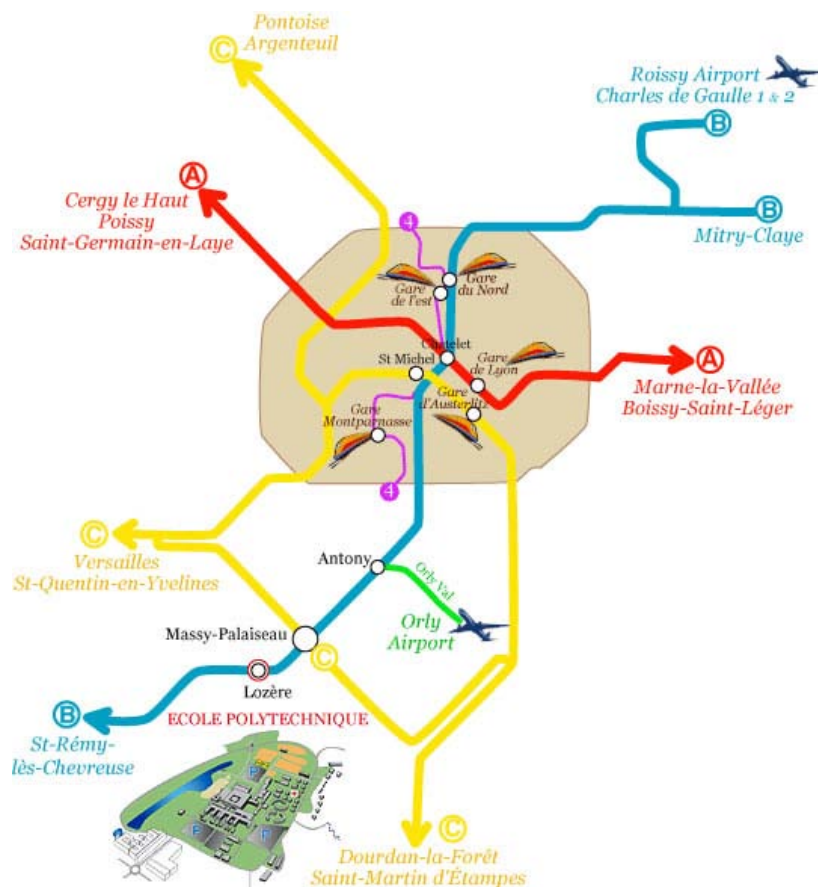 Pontoise
Argenteuil
C
Roissy Airport
Charles de Gaulle 1 & 2
B
A
Cergy le Haut
Poissy
Saint-Germain-en-Laye
B
Mitry-Claye
4
Gare
du Nord
Gare
de l'est
Chatelet
St Michel
Gare
de Lyon
A
Marne-la-Vallée
Boissy-Saint-Léger
Gare
d'Austerlitz
Gare
Montparnasse
4
C
Versailles
St-Quentin-en-Yvelines
Antony
Orly Val
Orly
Airport
Massy-Palaiseau
C
Lozère
B
ECOLE POLYTECHNIQUE
St-Rémy-
lès-Chevreuse
P
P
P
C
Dourdan-la-Forêt
Saint-Martin d'Étampes